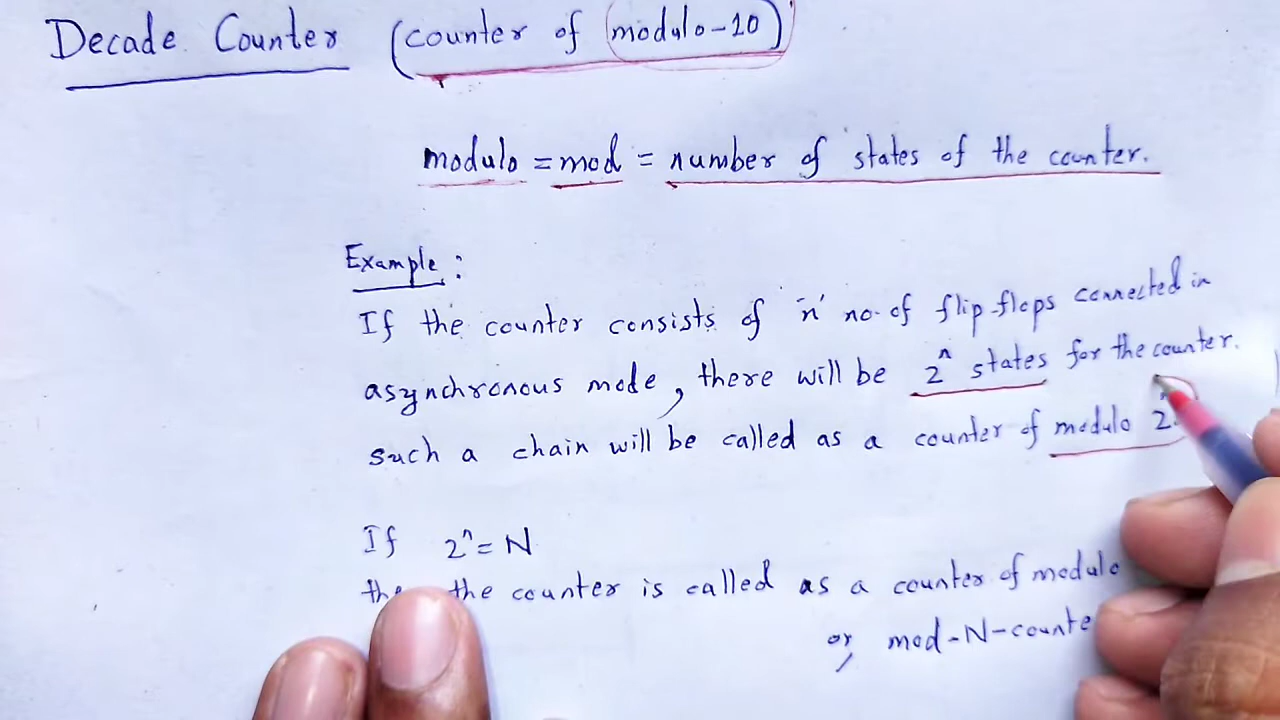 Decade Counter (counter of modulo-10)
modulo = mod = number of states of the counter.
Example :
If the counter consists of 'n' no. of flip-flops connected in
asynchronous mode, there will be 2ⁿ states for the counter.
such a chain will be called as a counter of modulo 2ⁿ
If 2ⁿ = N
the counter is called as a counter of modulo
or, mod-N-counte